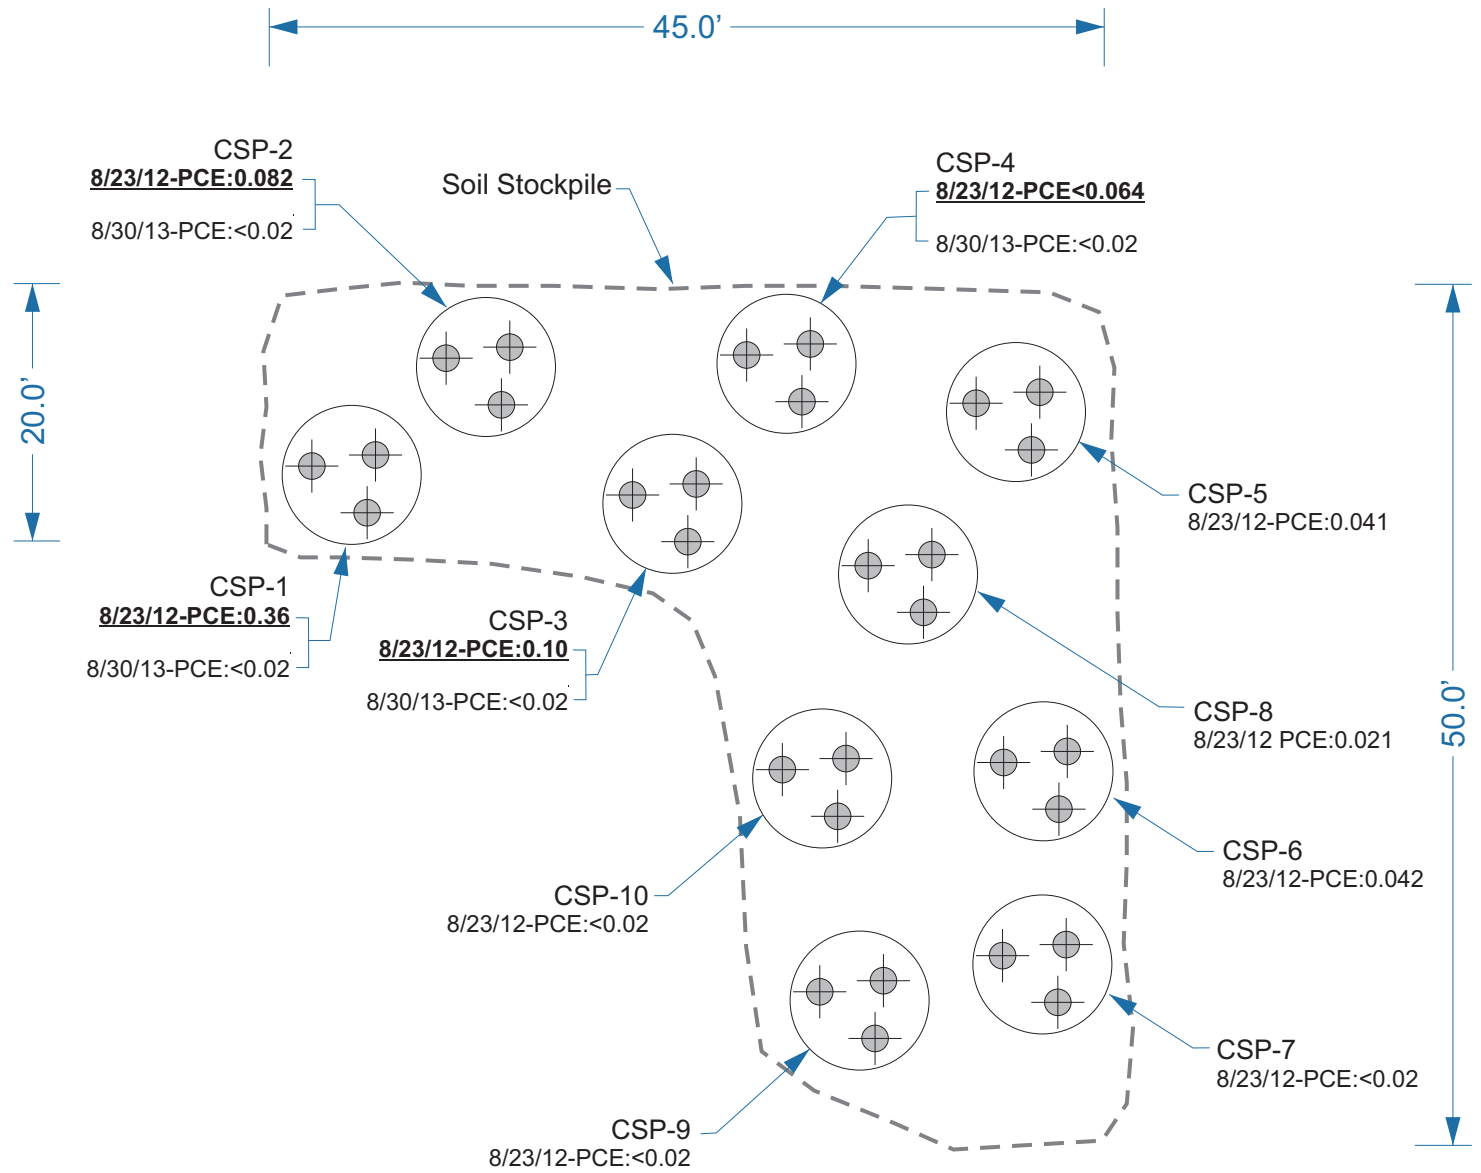 45.0’
CSP-2
8/23/12-PCE:0.082
8/30/13-PCE:<0.02
Soil Stockpile
CSP-4
8/23/12-PCE<0.064
8/30/13-PCE:<0.02
20.0’
CSP-5
8/23/12-PCE:0.041
CSP-1
8/23/12-PCE:0.36
8/30/13-PCE:<0.02
CSP-3
8/23/12-PCE:0.10
8/30/13-PCE:<0.02
CSP-8
8/23/12 PCE:0.021
50.0’
CSP-6
8/23/12-PCE:0.042
CSP-10
8/23/12-PCE:<0.02
CSP-7
8/23/12-PCE:<0.02
CSP-9
8/23/12-PCE:<0.02